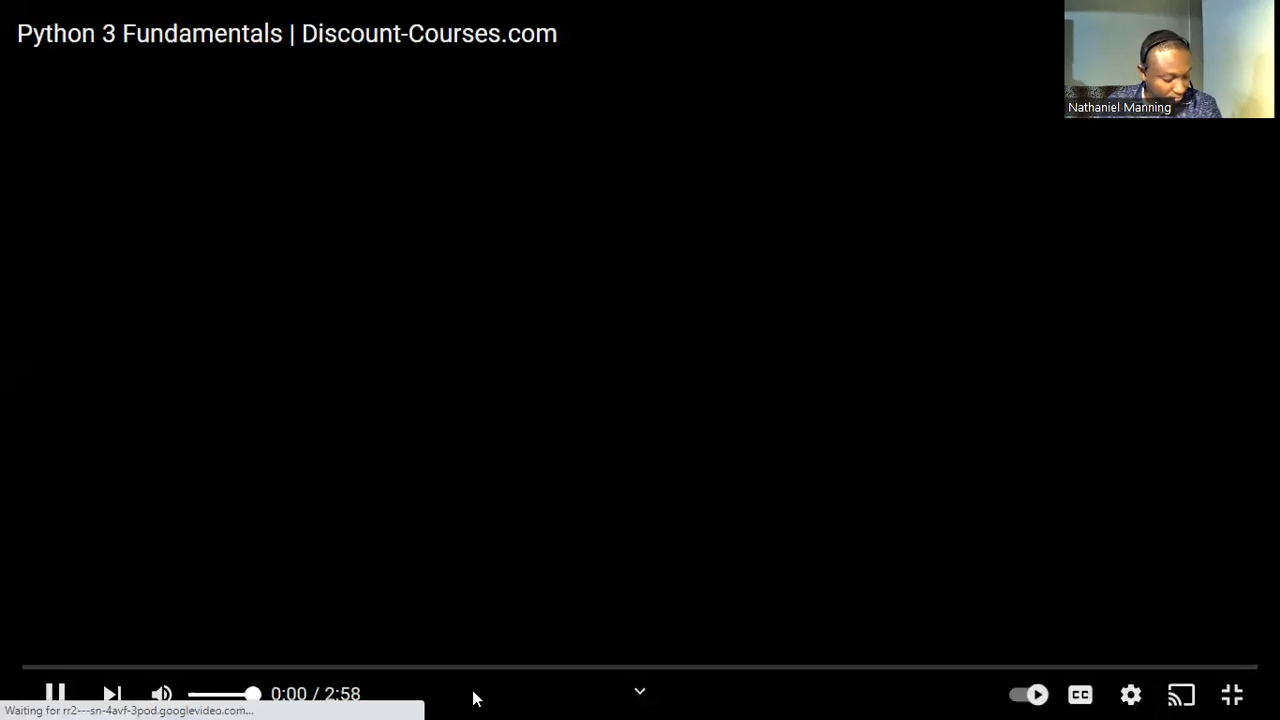 Python 3 Fundamentals | Discount-Courses.com
Nathaniel Manning
0:00 / 2:58
CC
Waiting for rr2---sn-4avf-3pod.googlevideo.com...